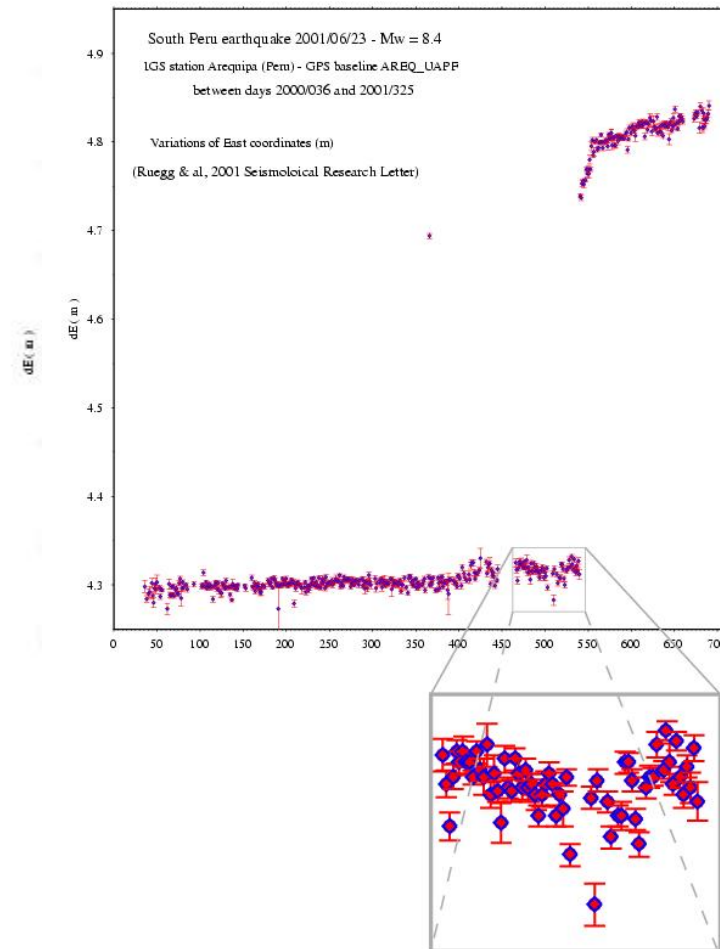 South Peru earthquake 2001/06/23 - Mw = 8.4
IGS station Arequipa (Peru) - GPS baseline AREQ_UAPF
between days 2000/036 and 2001/325
Variations of East coordinates (m)
(Ruegg & al, 2001 Seismoloical Research Letter)
dE( m )
dE( m )
4.9
4.8
4.7
4.6
4.5
4.4
4.3
0 50 100 150 200 250 300 350 400 450 500 550 600 650 700